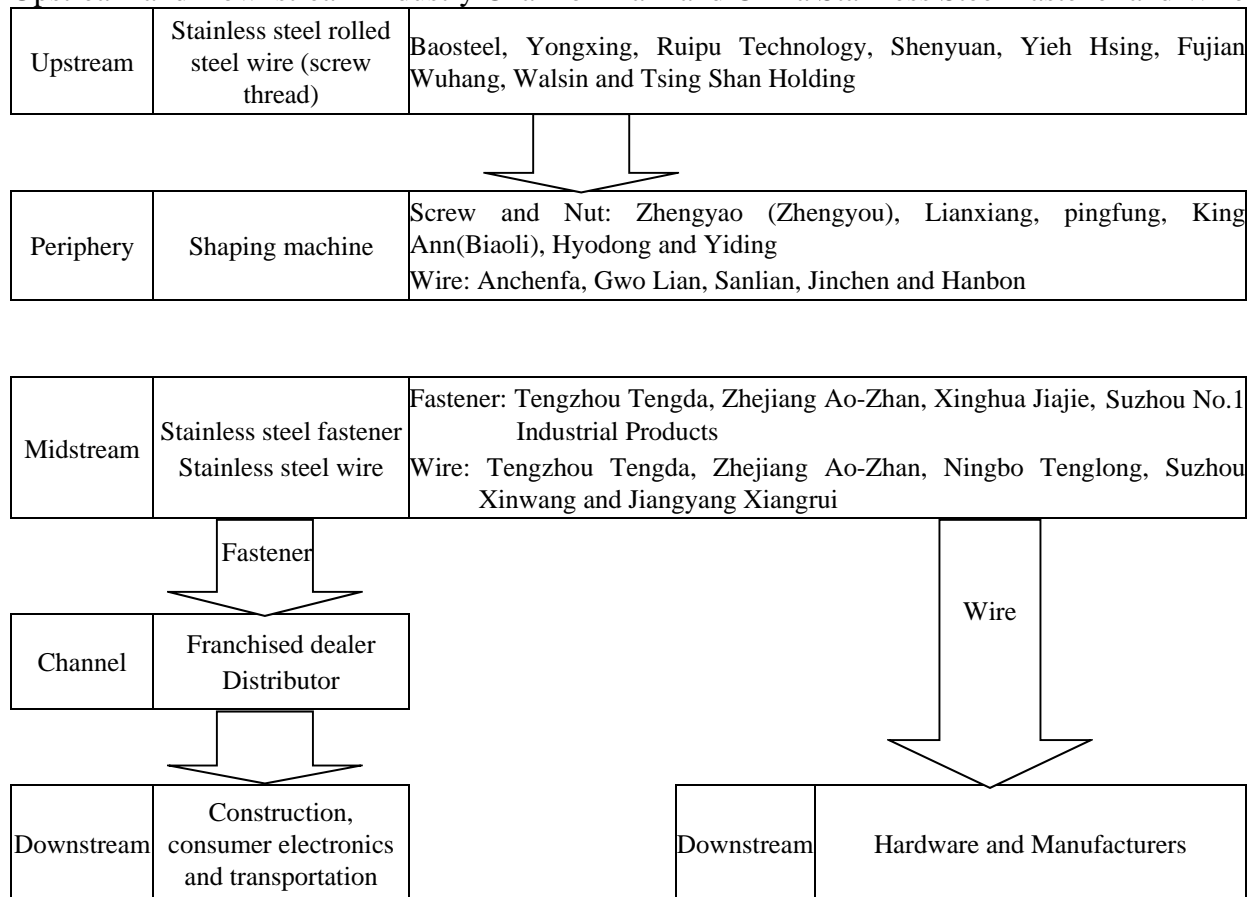 Upstream
Stainless steel rolled
steel wire (screw
thread)
Baosteel, Yongxing, Ruipu Technology, Shenyuan, Yieh Hsing, Fujian
Wuhang, Walsin and Tsing Shan Holding
Periphery
Shaping machine
Screw and Nut: Zhengyao (Zhengyou), Lianxiang, pingfung, King
Ann(Biaoli), Hyodong and Yiding
Wire: Anchenfa, Gwo Lian, Sanlian, Jinchen and Hanbon
Midstream
Stainless steel fastener
Stainless steel wire
Fastener: Tengzhou Tengda, Zhejiang Ao-Zhan, Xinghua Jiajie, Suzhou No.1
Industrial Products
Wire: Tengzhou Tengda, Zhejiang Ao-Zhan, Ningbo Tenglong, Suzhou
Xinwang and Jiangyang Xiangrui
Fastener
Wire
Channel
Franchised dealer
Distributor
Downstream
Construction,
consumer electronics
and transportation
Downstream
Hardware and Manufacturers